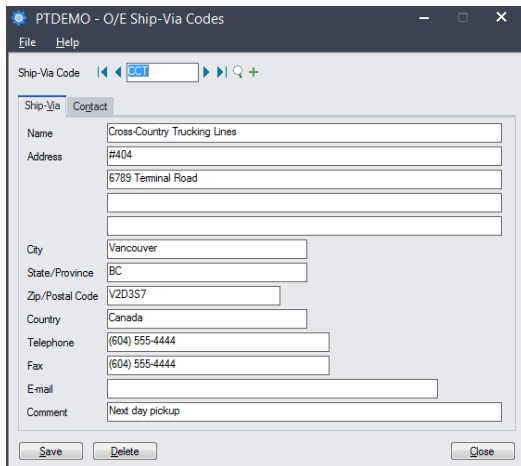 PTDEMO - O/E Ship-Via Codes
File Help
Ship-Via Code CCT
Ship-Via Contact
Name Cross-Country Trucking Lines
Address #404
6789 Terminal Road
City Vancouver
State/Province BC
Zip/Postal Code V2D3S7
Country Canada
Telephone (604) 555-4444
Fax (604) 555-4444
E-mail
Comment Next day pickup
Save Delete Close